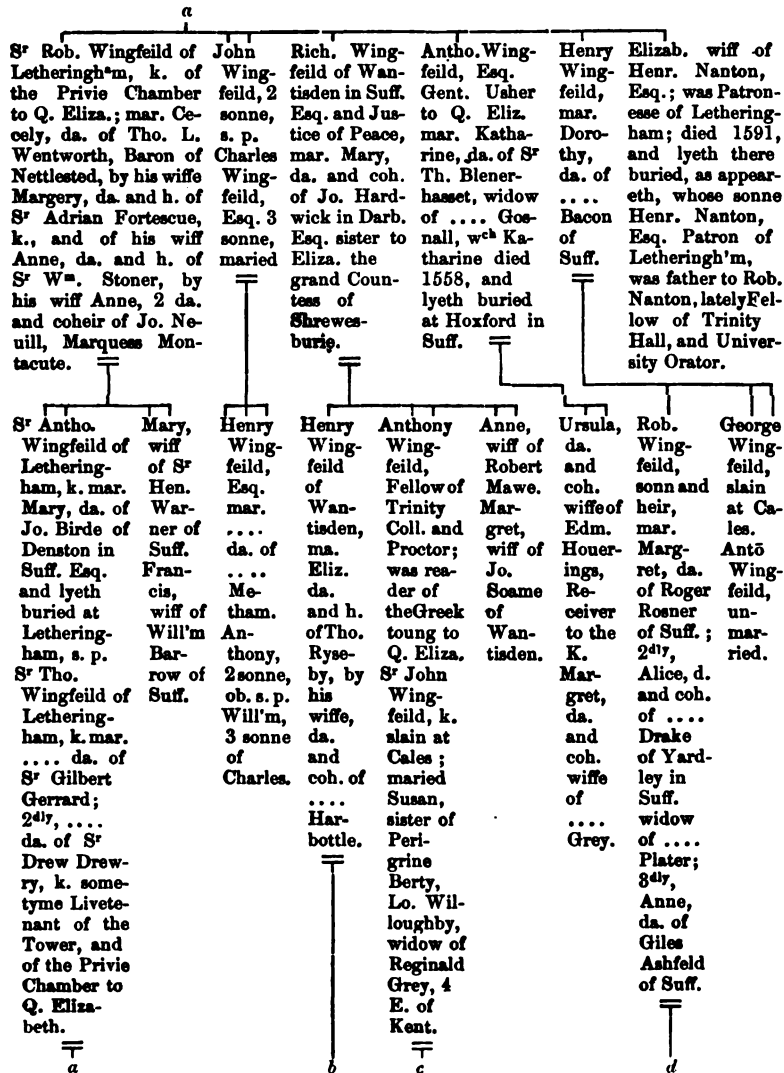 a
Sr Rob. Wingfeild of
Letheringham, k. of
the Privie Chamber
to Q. Eliza.; mar. Ce-
cely, da. of Tho. L.
Wentworth, Baron of
Nettlested, by his wiffe
Margery, da. and h. of
Sr Adrian Fortescue,
k., and of his wiff
Anne, da. and h. of
Sr Wm. Stoner, by
his wiff Anne, 2 da.
and coheir of Jo. Ne-
uill, Marquess Mon-
tacute.
John
Wing-
feild, 2
sonne,
s. p.
Charles
Wing-
feild,
Esq. 3
sonne,
maried
Rich. Wing-
feild of Wan-
tisden in Suff.
Esq. and Jus-
tice of Peace,
mar. Mary,
da. and coh.
of Jo. Hard-
wick in Darb.
Esq. sister to
Eliza. the
grand Coun-
tess of
Shrewes-
burie.
Antho. Wing-
feild, Esq.
Gent. Usher
to Q. Eliz.
mar. Katha-
rine, da. of Sr
Th. Blener-
hasset, widow
of .... Gos-
nall, wch Ka-
tharine died
1558, and
lyeth buried
at Hoxford in
Suff.
Henry
Wing-
feild,
mar.
Doro-
thy,
da. of
....
Bacon
of
Suff.
Elizab. wiff of
Henr. Nanton,
Esq.; was Patron-
esse of Lethering-
ham; died 1591,
and lyeth there
buried, as appear-
eth, whose sonne
Henr. Nanton,
Esq. Patron of
Letheringh'm,
was father to Rob.
Nanton, lately Fel-
low of Trinity
Hall, and Univer-
sity Orator.
Sr Antho.
Wingfeild of
Lethering-
ham, k. mar.
Mary, da. of
Jo. Birde of
Denston in
Suff. Esq.
and lyeth
buried at
Lethering-
ham, s. p.
Sr Tho.
Wingfeild of
Lethering-
ham, k. mar.
.... da. of
Sr Gilbert
Gerrard;
2dly, ....
da. of Sr
Drew Drew-
ry, k. some-
tyme Livete-
nant of the
Tower, and
of the Privie
Chamber to
Q. Eliza-
beth.
a
Mary,
wiff
of Sr
Hen.
War-
ner of
Suff.
Fran-
cis,
wiff of
Will'm
Bar-
row of
Suff.
Henry
Wing-
feild,
Esq.
mar.
....
da. of
....
Me-
tham.
An-
thony,
2 sonne,
ob. s. p.
Will'm,
3 sonne
of
Charles.
Henry
Wing-
feild
of
Wan-
tisden,
ma.
Eliz.
da.
and h.
of Tho.
Ryse-
by, by
his
wiffe,
da.
and
coh. of
....
Har-
bottle.
b
Anthony
Wing-
feild,
Fellow of
Trinity
Coll. and
Proctor;
was rea-
der of
the Greek
toung to
Q. Eliza.
Sr John
Wing-
feild, k.
slain at
Cales;
maried
Susan,
sister of
Peri-
grine
Berty,
Lo. Wil-
loughby,
widow of
Reginald
Grey, 4
E. of
Kent.
c
Anne,
wiff of
Robert
Mawe.
Mar-
gret,
wiff of
Jo.
Soame
of
Wan-
tisden.
Ursula,
da.
and
coh.
wiffe of
Edm.
Houer-
ings,
Re-
ceiver
to the
K.
Mar-
gret,
da.
and
coh.
wiffe
of
....
Grey.
Rob.
Wing-
feild,
sonn and
heir,
mar.
Marg-
ret, da.
of Roger
Rosner
of Suff.;
2dly,
Alice, d.
and coh.
of ....
Drake
of Yard-
ley in
Suff.
widow
of ....
Plater;
3dly,
Anne,
da. of
Giles
Ashfeld
of Suff.
d
George
Wing-
feild,
slain
at Ca-
les.
Antō
Wing-
feild,
un-
mar-
ried.